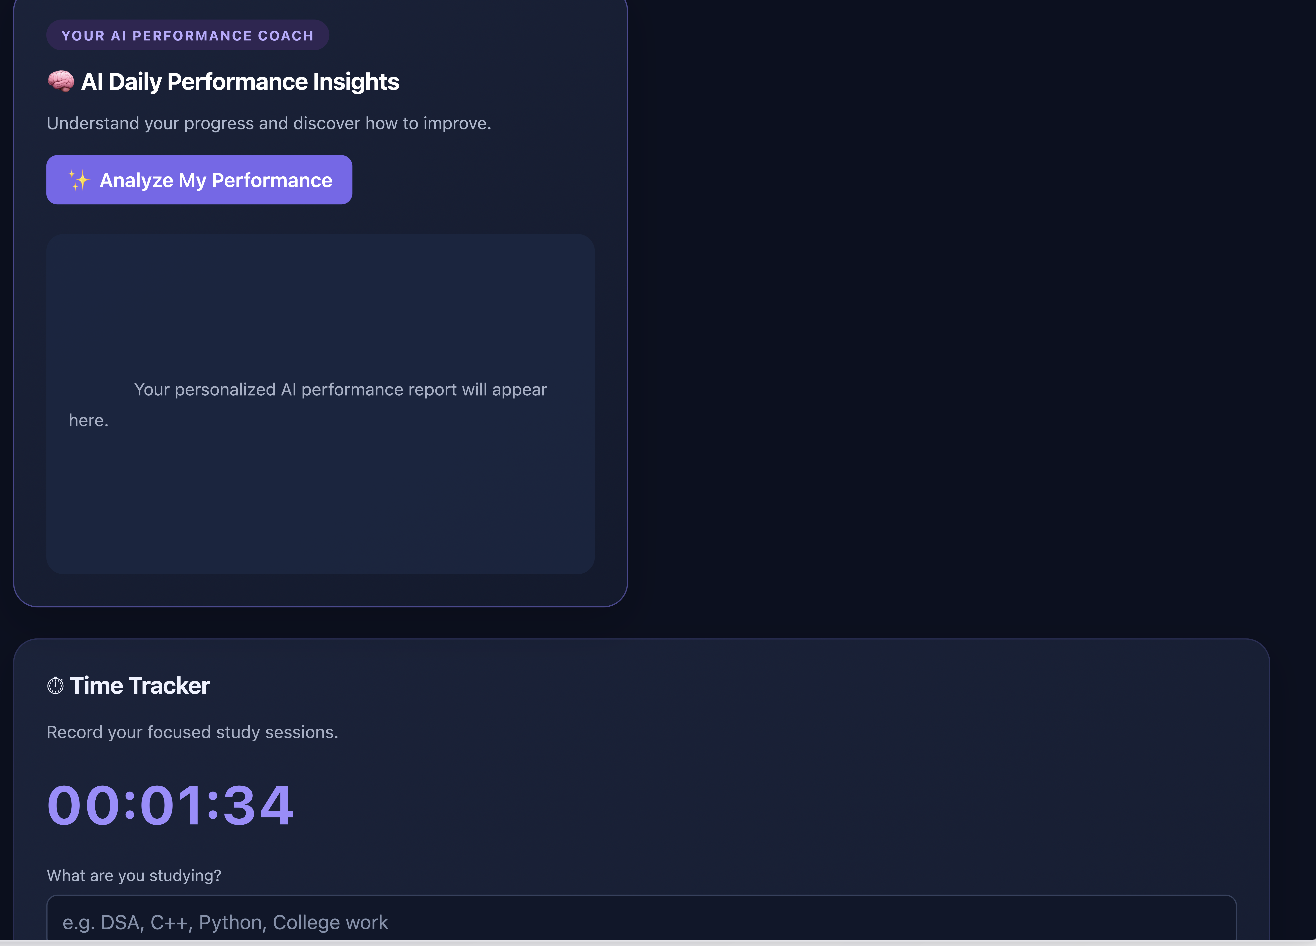 YOUR AI PERFORMANCE COACH
🧠 AI Daily Performance Insights
Understand your progress and discover how to improve.
✨ Analyze My Performance
Your personalized AI performance report will appear
here.
⏱ Time Tracker
Record your focused study sessions.
00:01:34
What are you studying?
e.g. DSA, C++, Python, College work